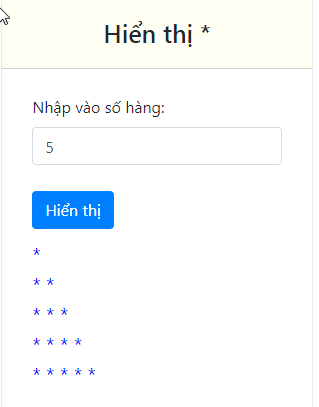 Hiển thị *
Nhập vào số hàng:
5
Hiển thị
*
* *
* * *
* * * *
* * * * *